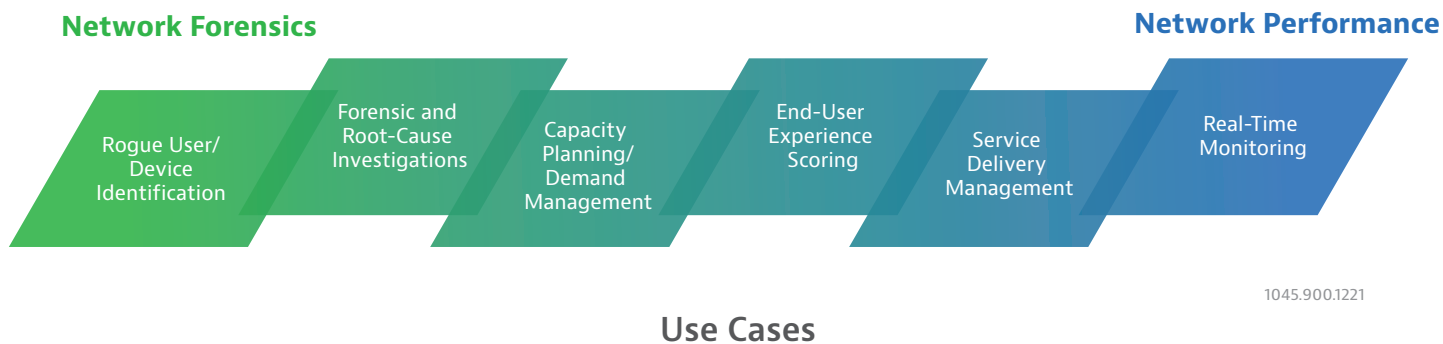 Network Forensics
Network Performance
Rogue User/
Device
Identification
Forensic and
Root-Cause
Investigations
Capacity
Planning/
Demand
Management
End-User
Experience
Scoring
Service
Delivery
Management
Real-Time
Monitoring
1045.900.1221
Use Cases